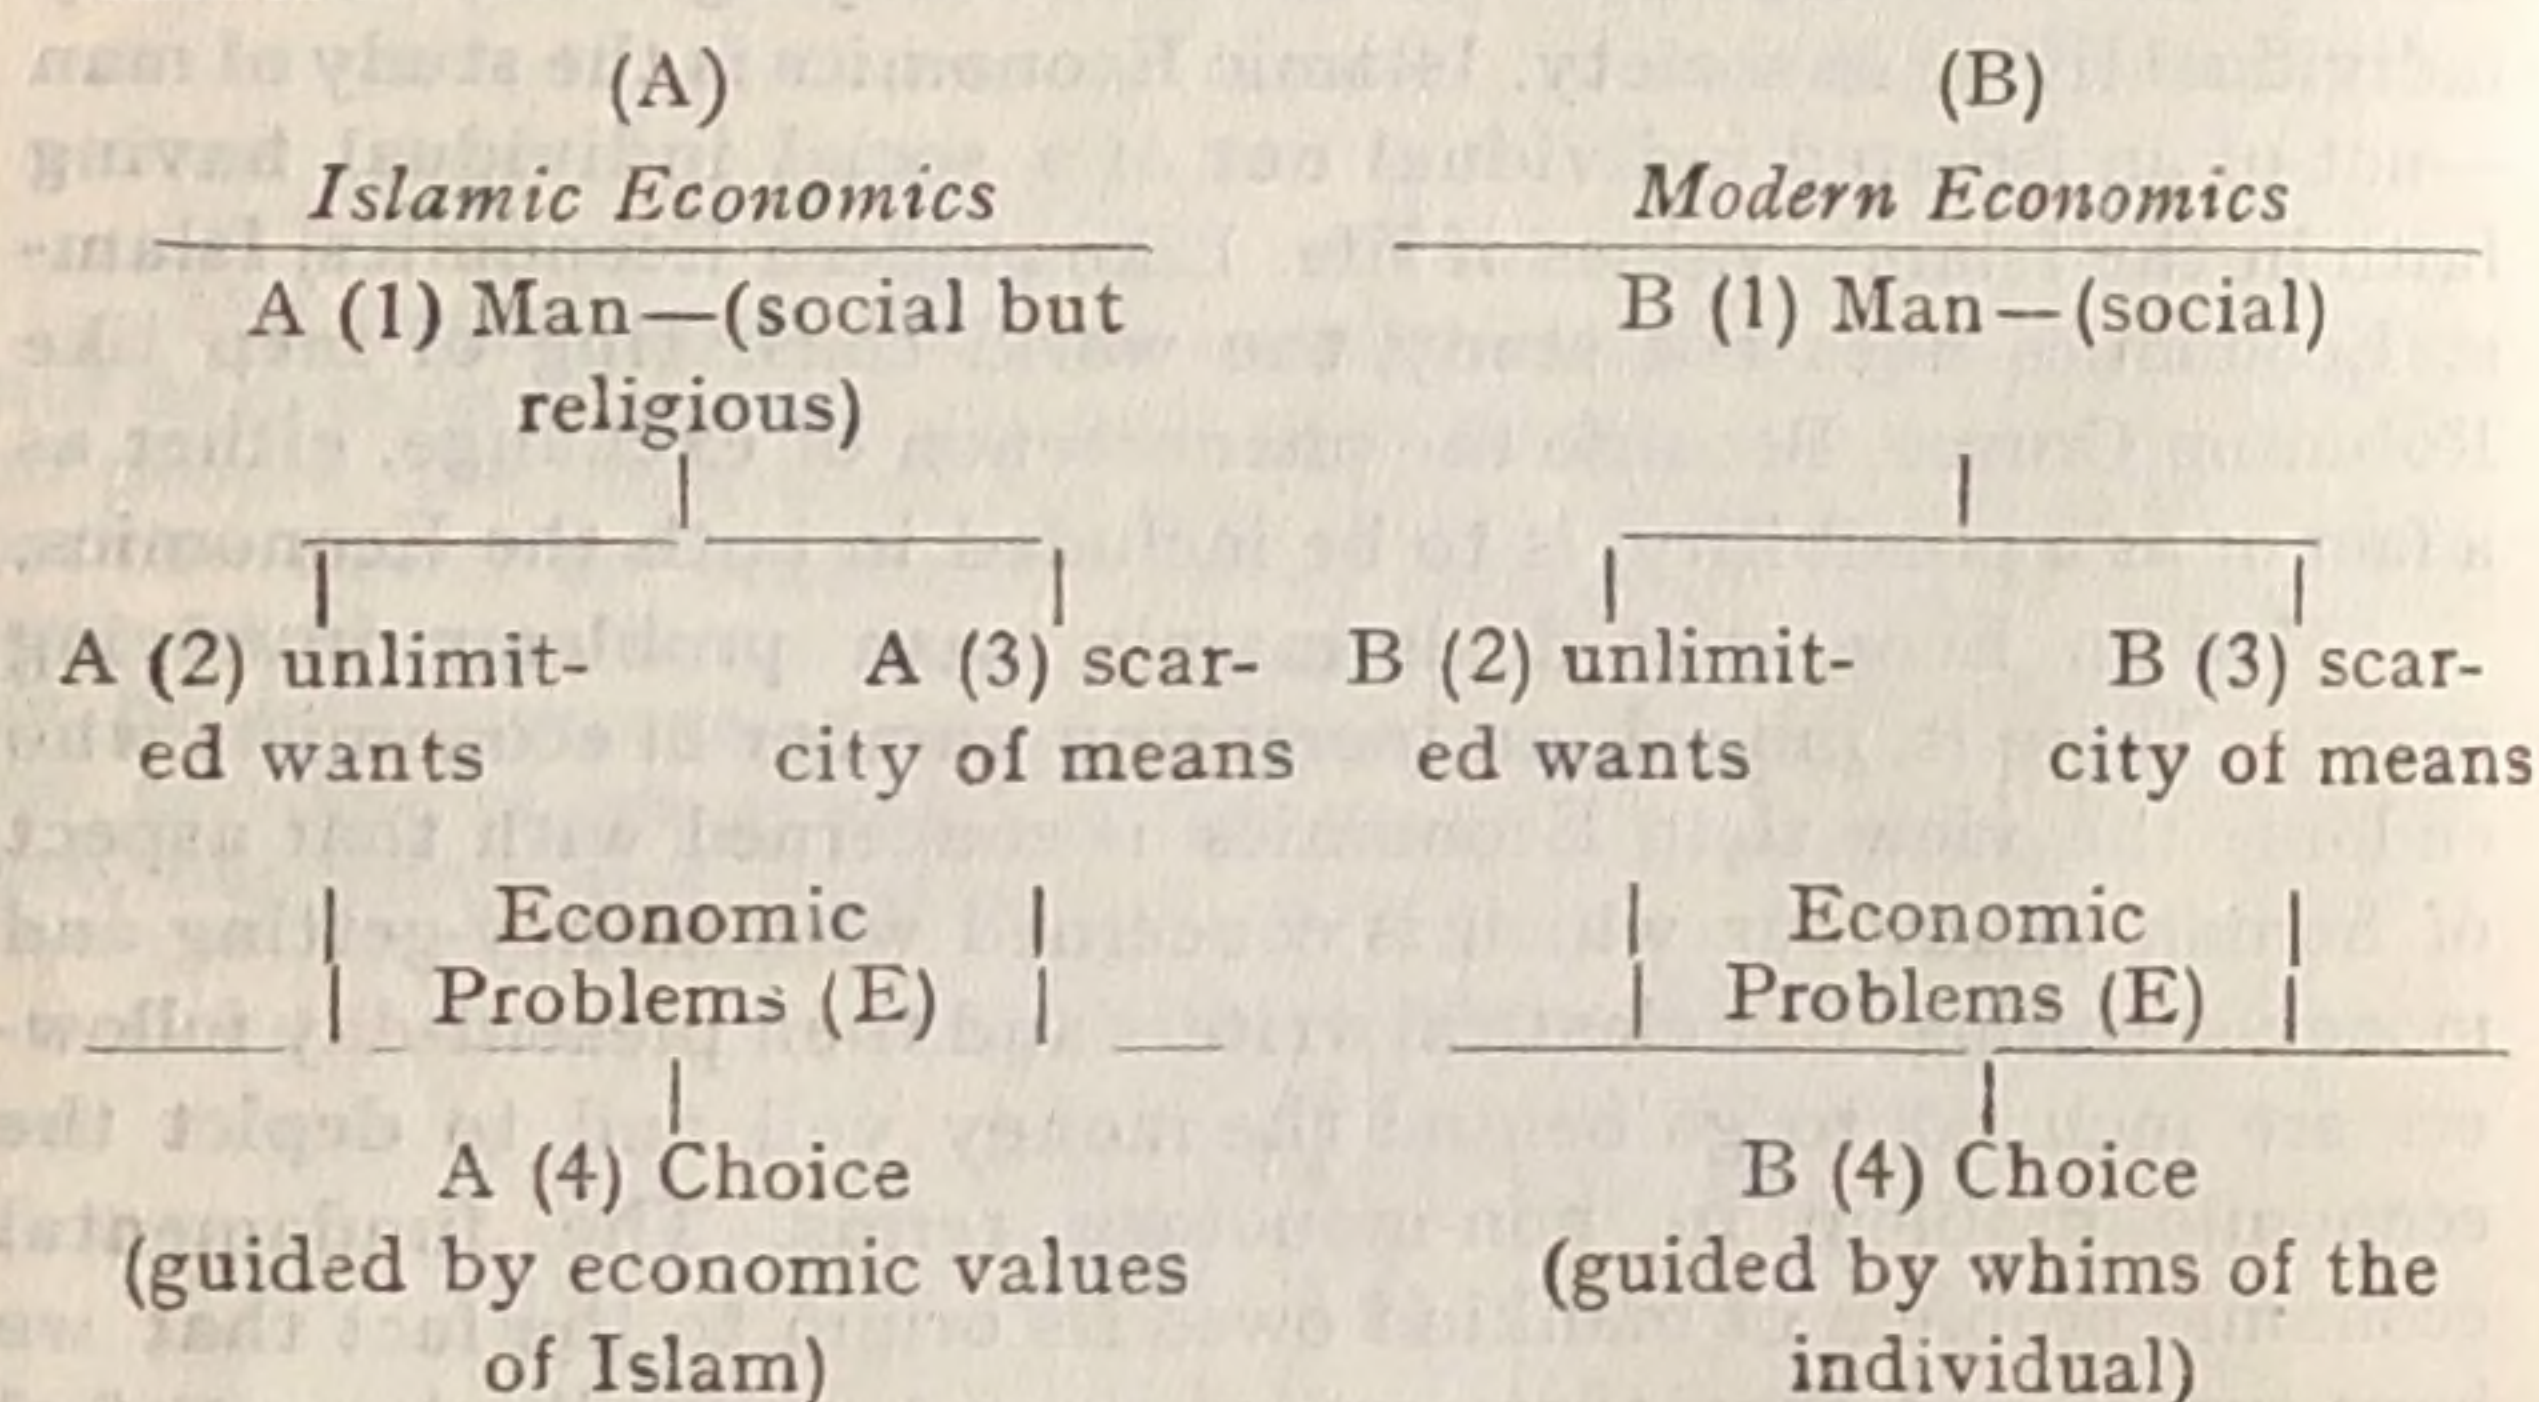 (A)
Islamic Economics
A (1) Man—(social but
religious)
A (2) unlimit-
ed wants
A (3) scar-
city of means
Economic
Problems (E)
A (4) Choice
(guided by economic values
of Islam)
(B)
Modern Economics
B (1) Man—(social)
B (2) unlimit-
ed wants
B (3) scar-
city of means
Economic
Problems (E)
B (4) Choice
(guided by whims of the
individual)